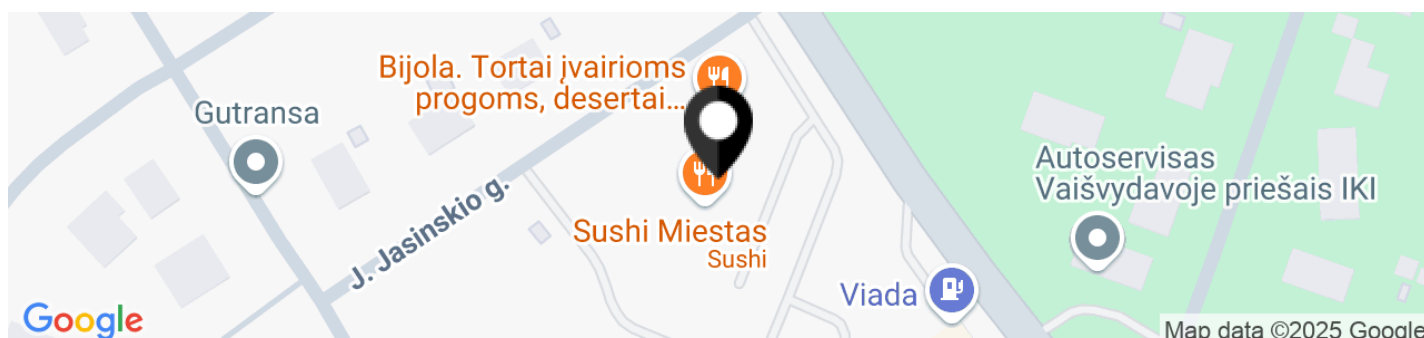 Bijola. Tortai įvairioms
progoms, desertai...
Gutransa
Autoservisas
Vaišvydavoje priešais IKI
J. Jasinskio g.
Sushi Miestas
Sushi
Viada
Google
Map data ©2025 Google